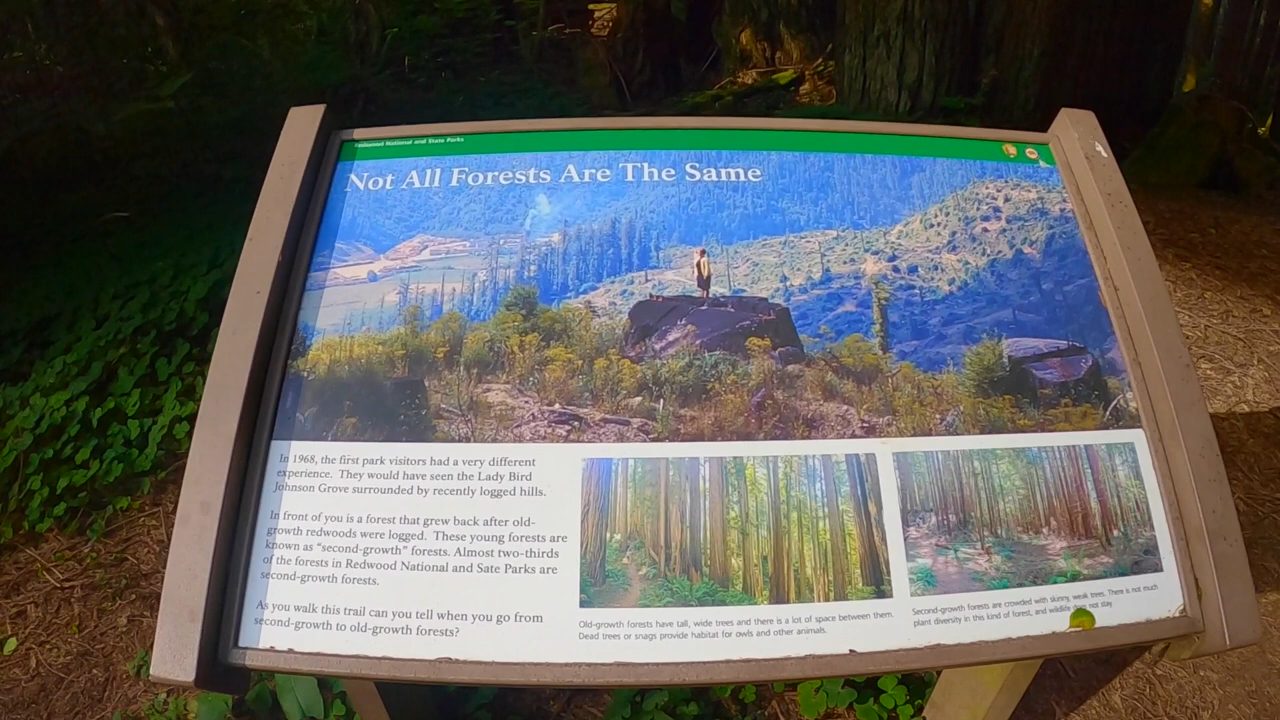 Redwood National and State Parks
Not All Forests Are The Same
In 1968, the first park visitors had a very different
experience. They would have seen the Lady Bird
Johnson Grove surrounded by recently logged hills.
In front of you is a forest that grew back after old-
growth redwoods were logged. These young forests are
known as “second-growth” forests. Almost two-thirds
of the forests in Redwood National and Sate Parks are
second-growth forests.
As you walk this trail can you tell when you go from
second-growth to old-growth forests?
Old-growth forests have tall, wide trees and there is a lot of space between them.
Dead trees or snags provide habitat for owls and other animals.
Second-growth forests are crowded with skinny, weak trees. There is not much
plant diversity in this kind of forest, and wildlife does not stay.